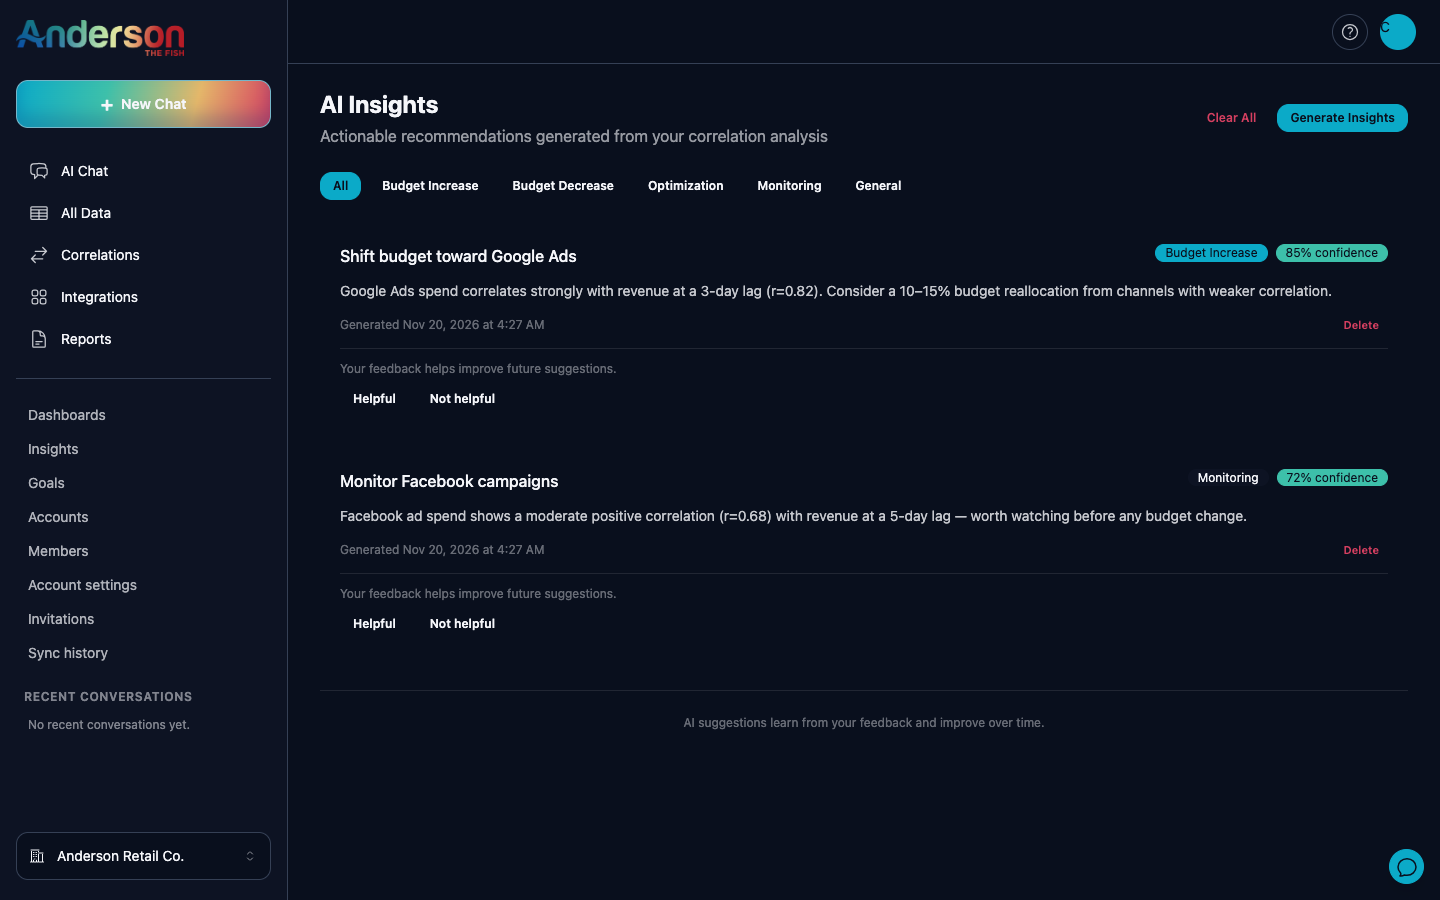 Anderson
THE FISH
New Chat
AI Chat
All Data
Correlations
Integrations
Reports
Dashboards
Insights
Goals
Accounts
Members
Account settings
Invitations
Sync history
RECENT CONVERSATIONS
No recent conversations yet.
Anderson Retail Co.
C
AI Insights
Actionable recommendations generated from your correlation analysis
Clear All
Generate Insights
All
Budget Increase
Budget Decrease
Optimization
Monitoring
General
Shift budget toward Google Ads
Budget Increase
85% confidence
Google Ads spend correlates strongly with revenue at a 3-day lag (r=0.82). Consider a 10–15% budget reallocation from channels with weaker correlation.
Generated Nov 20, 2026 at 4:27 AM
Delete
Your feedback helps improve future suggestions.
Helpful
Not helpful
Monitor Facebook campaigns
Monitoring
72% confidence
Facebook ad spend shows a moderate positive correlation (r=0.68) with revenue at a 5-day lag — worth watching before any budget change.
Generated Nov 20, 2026 at 4:27 AM
Delete
Your feedback helps improve future suggestions.
Helpful
Not helpful
AI suggestions learn from your feedback and improve over time.